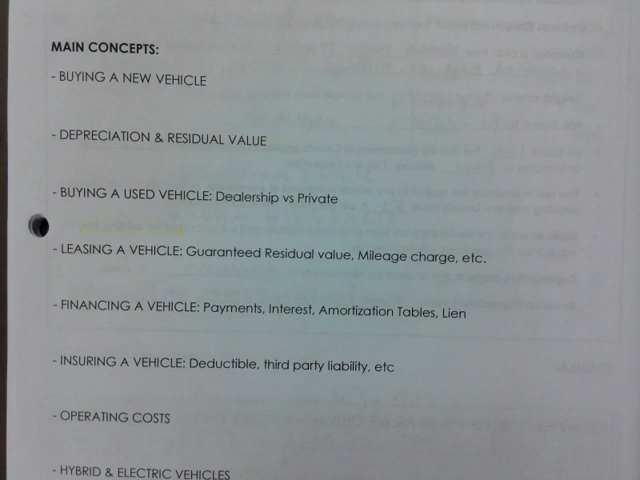 MAIN CONCEPTS:
- BUYING A NEW VEHICLE
- DEPRECIATION & RESIDUAL VALUE
- BUYING A USED VEHICLE: Dealership vs Private
- LEASING A VEHICLE: Guaranteed Residual value, Mileage charge, etc.
- FINANCING A VEHICLE: Payments, Interest, Amortization Tables, Lien
- INSURING A VEHICLE: Deductible, third party liability, etc
- OPERATING COSTS
- HYBRID & ELECTRIC VEHICLES